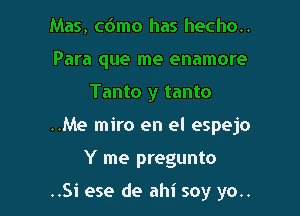 Mas, cómo has hecho..
Para que me enamore
Tanto y tanto
..Me miro en el espejo
Y me pregunto
..Si ese de ahí soy yo..